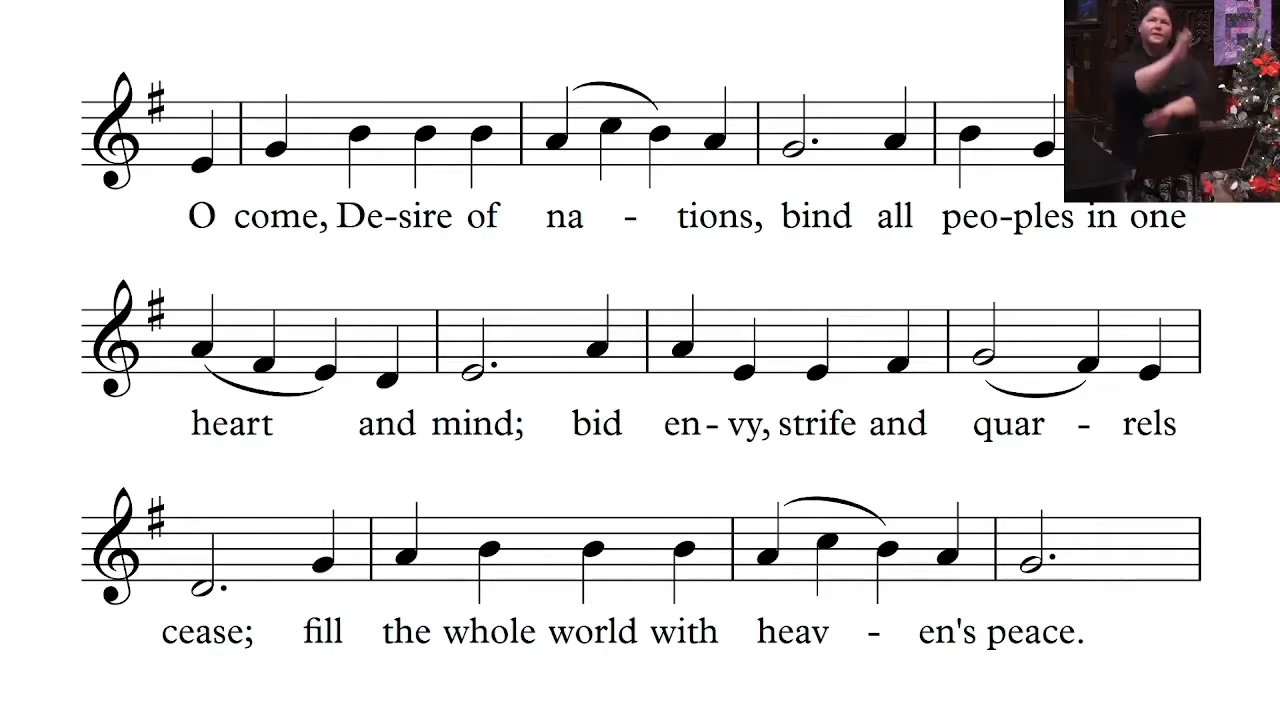 O come, De-sire of na - tions, bind all peo-ples in one
heart and mind; bid en-vy, strife and quar - rels
cease; fill the whole world with heav - en's peace.